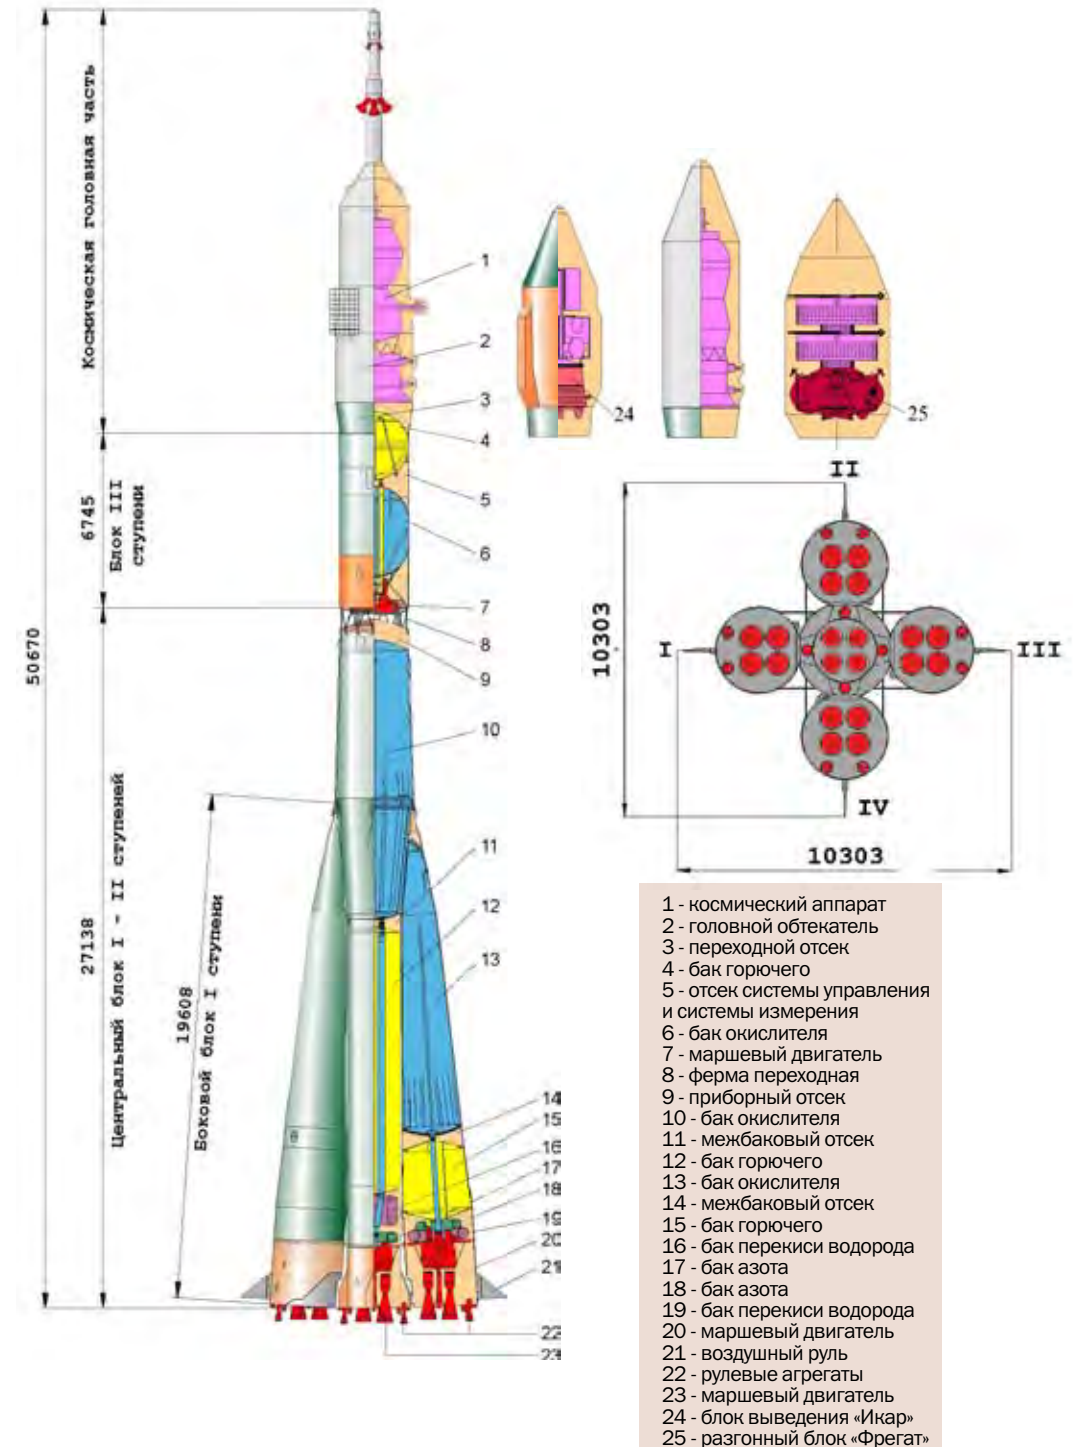 Космическая головная часть
1
2
3
4
5
6
7
8
9
10
11
12
13
14
15
16
17
18
19
20
21
22
23
24
25
6745
Блок III
ступени
50670
27138
Центральный блок I - II ступеней
19608
Боковой блок I ступени
II
10303
I
III
IV
10303
1 - космический аппарат
2 - головной обтекатель
3 - переходной отсек
4 - бак горючего
5 - отсек системы управления
и системы измерения
6 - бак окислителя
7 - маршевый двигатель
8 - ферма переходная
9 - приборный отсек
10 - бак окислителя
11 - межбаковый отсек
12 - бак горючего
13 - бак окислителя
14 - межбаковый отсек
15 - бак горючего
16 - бак перекиси водорода
17 - бак азота
18 - бак азота
19 - бак перекиси водорода
20 - маршевый двигатель
21 - воздушный руль
22 - рулевые агрегаты
23 - маршевый двигатель
24 - блок выведения «Икар»
25 - разгонный блок «Фрегат»